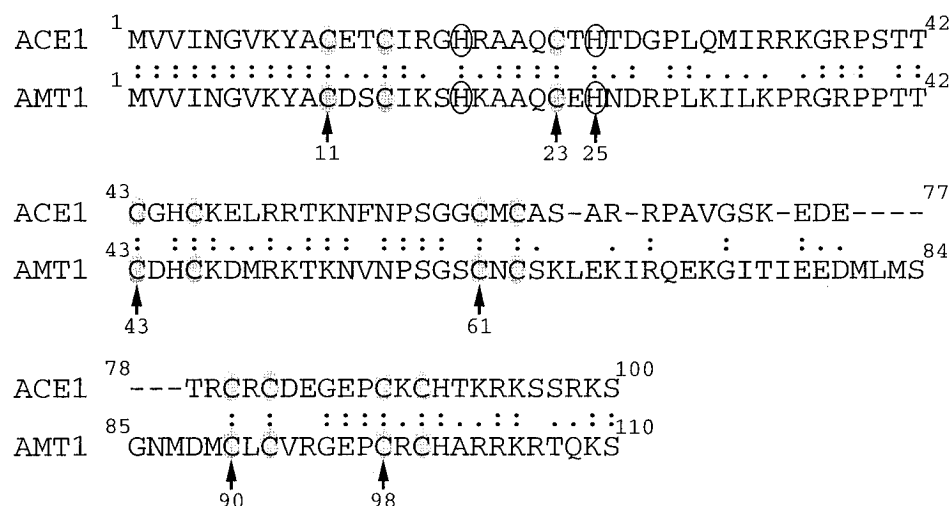 1 42
ACE1 MVVINGVKYACETCIRGHRAAQCTHTDGPLQMIRRKGRPSTT
:::::::::::.:::..:.:::: : :.: ::.... .:::: ::
1 42
AMT1 MVVINGVKYACDSCIKSHKAAQCEHNDRPLKILKPRGRPPTT
11 23 25
43 77
ACE1 CGHCKELRRTKNFNPSGGCMCAS-AR-RPAVGSK-EDE----
43 84
AMT1 CDHCKDMRKTKNVNPSGSCNCSKLEKIRQEKGITIEEDMLMS
43 61
78 100
ACE1 ---TRCRCDEGEPCKCHTKRKSSRKS
85 110
AMT1 GNMDMCLCVRGEPCRCHARRKRTQKS
90 98